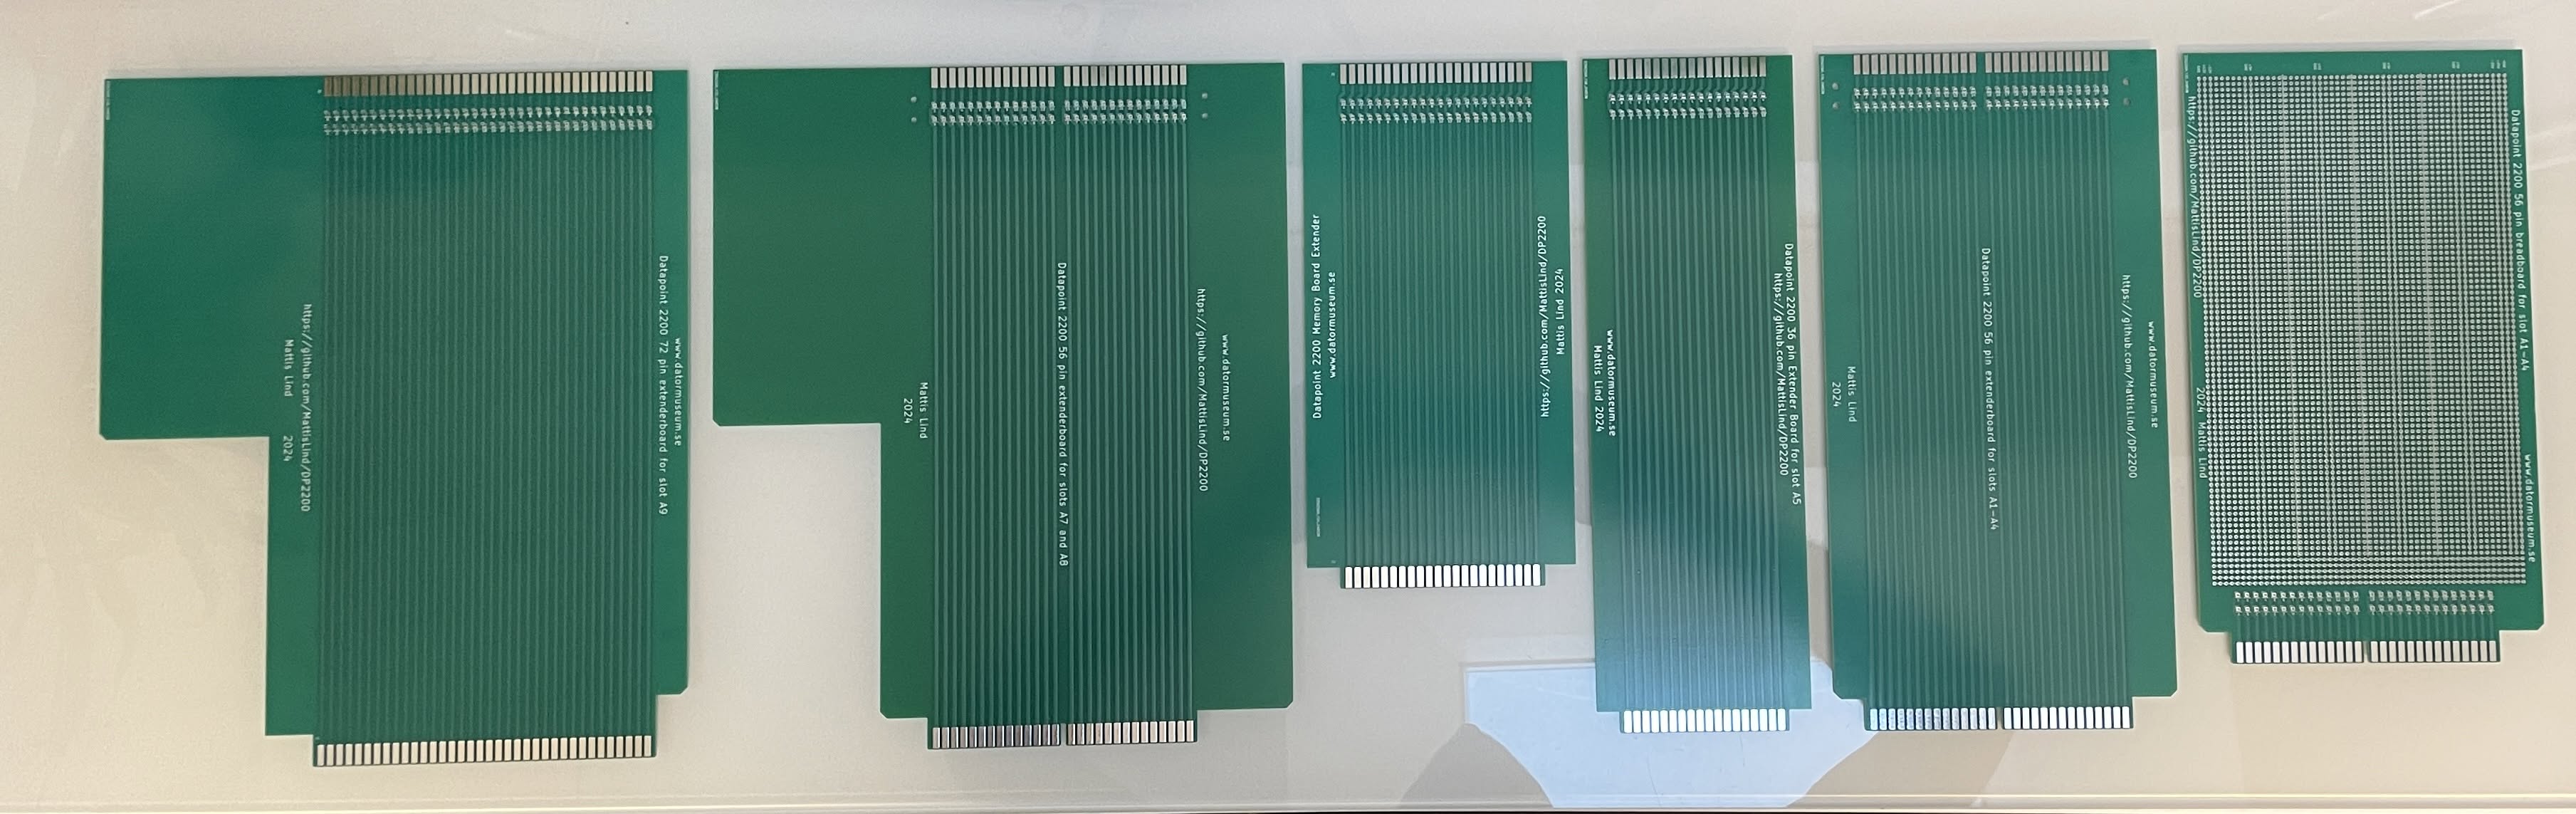 Datapoint 2200 72 pin extenderboard for slot A9
www.datormuseum.se
https://github.com/MattisLind/DP2200
Mattis Lind 2024
Datapoint 2200 56 pin extenderboard for slots A7 and A8
www.datormuseum.se
https://github.com/MattisLind/DP2200
Mattis Lind
2024
Datapoint 2200 Memory Board Extender
www.datormuseum.se
https://github.com/MattisLind/DP2200
Mattis Lind 2024
Datapoint 2200 36 pin Extender Board for slot A5
https://github.com/MattisLind/DP2200
www.datormuseum.se
Mattis Lind 2024
www.datormuseum.se
https://github.com/MattisLind/DP2200
Datapoint 2200 56 pin extenderboard for slots A1-A4
Mattis Lind
2024
Datapoint 2200 56 pin breadboard for slot A1-A4
www.datormuseum.se
https://github.com/MattisLind/DP2200
2024 Mattis Lind